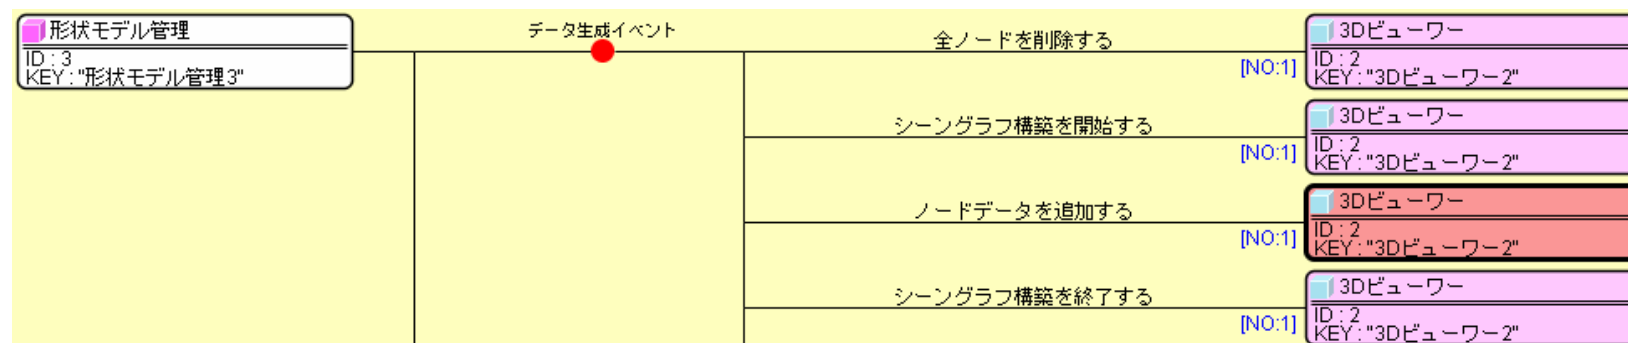 形状モデル管理
ID : 3
KEY : "形状モデル管理3"
データ生成イベント
全ノードを削除する
[NO:1]
3Dビューワー
ID : 2
KEY : "3Dビューワー2"
シーングラフ構築を開始する
[NO:1]
3Dビューワー
ID : 2
KEY : "3Dビューワー2"
ノードデータを追加する
[NO:1]
3Dビューワー
ID : 2
KEY : "3Dビューワー2"
シーングラフ構築を終了する
[NO:1]
3Dビューワー
ID : 2
KEY : "3Dビューワー2"